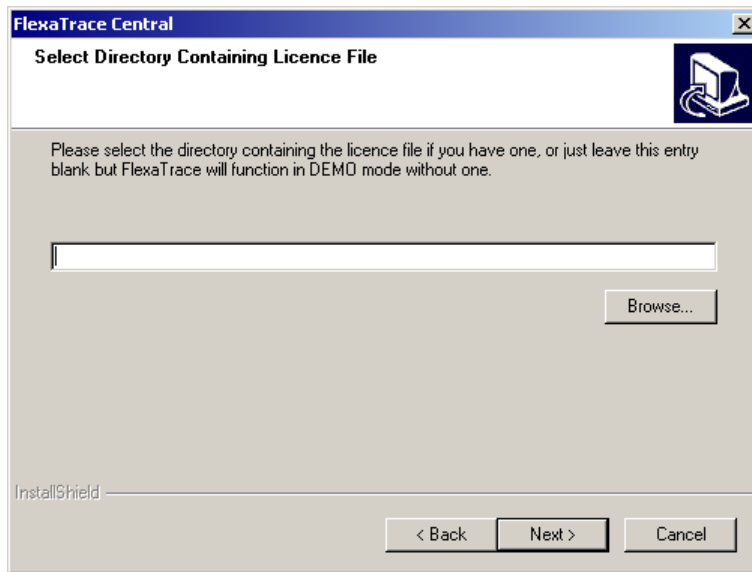 FlexaTrace Central
Select Directory Containing Licence File
Please select the directory containing the licence file if you have one, or just leave this entry
blank but FlexaTrace will function in DEMO mode without one.
Browse...
InstallShield
< Back
Next >
Cancel